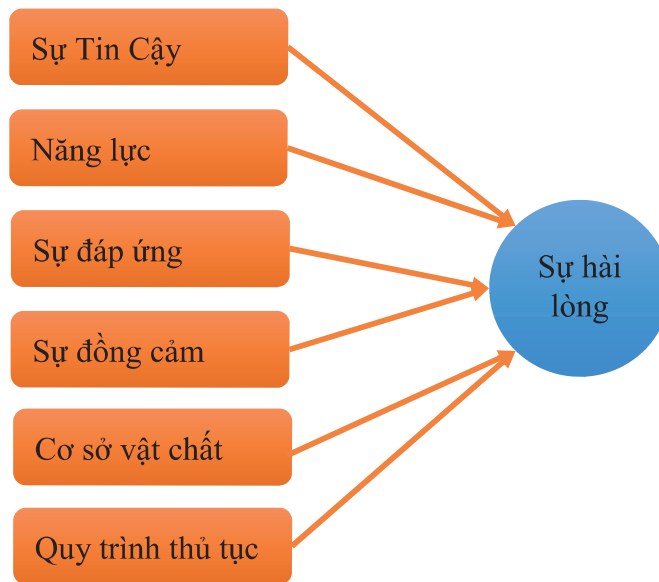 Sự Tin Cậy
Năng lực
Sự đáp ứng
Sự đồng cảm
Cơ sở vật chất
Quy trình thủ tục
Sự hài
lòng